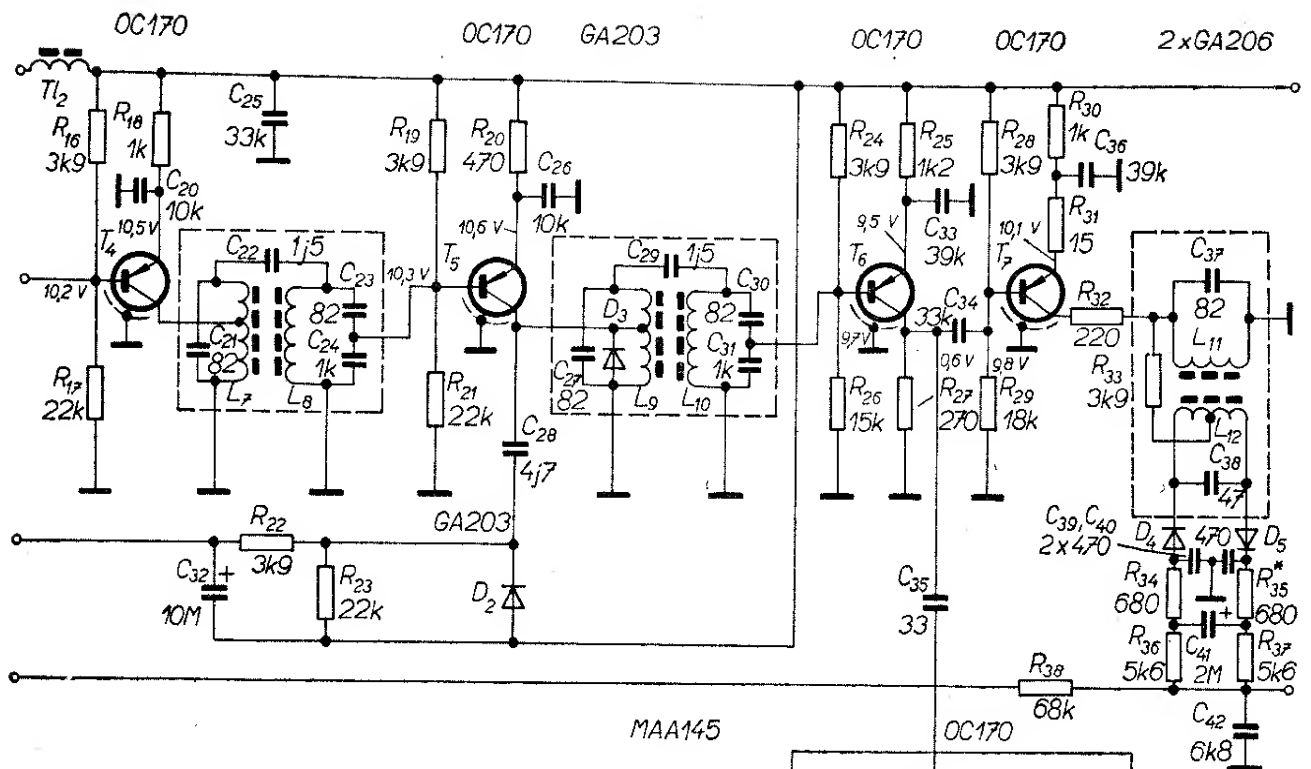 OC170
OC170
GA203
OC170
OC170
2xGA206
Tl2
R16
3k9
R18
1k
C25
33k
R19
3k9
R20
470
C26
10k
R24
3k9
R25
1k2
R28
3k9
R30
1k
C36
39k
R31
15
C20
10k
10,5 V
T4
10,2 V
C22
1j5
C23
82
C21
82
C24
1k
L7
L8
R17
22k
10,3 V
T5
10,6 V
R21
22k
C28
4j7
C29
1j5
C30
82
D3
C27
82
C31
1k
L9
L10
9,5 V
T6
9,7V
C33
39k
C34
33k
0,6 V
R26
15k
R27
270
10,1 V
T7
9,8V
R29
18k
R32
220
R33
3k9
C37
82
L11
L12
C38
47
GA203
R22
3k9
C32
+
10M
R23
22k
D2
C35
33
C39, C40
2x470
D4
470
D5
*
R34
680
R35
680
R36
5k6
C41
+
2M
R37
5k6
R38
68k
C42
6k8
MAA145
OC170